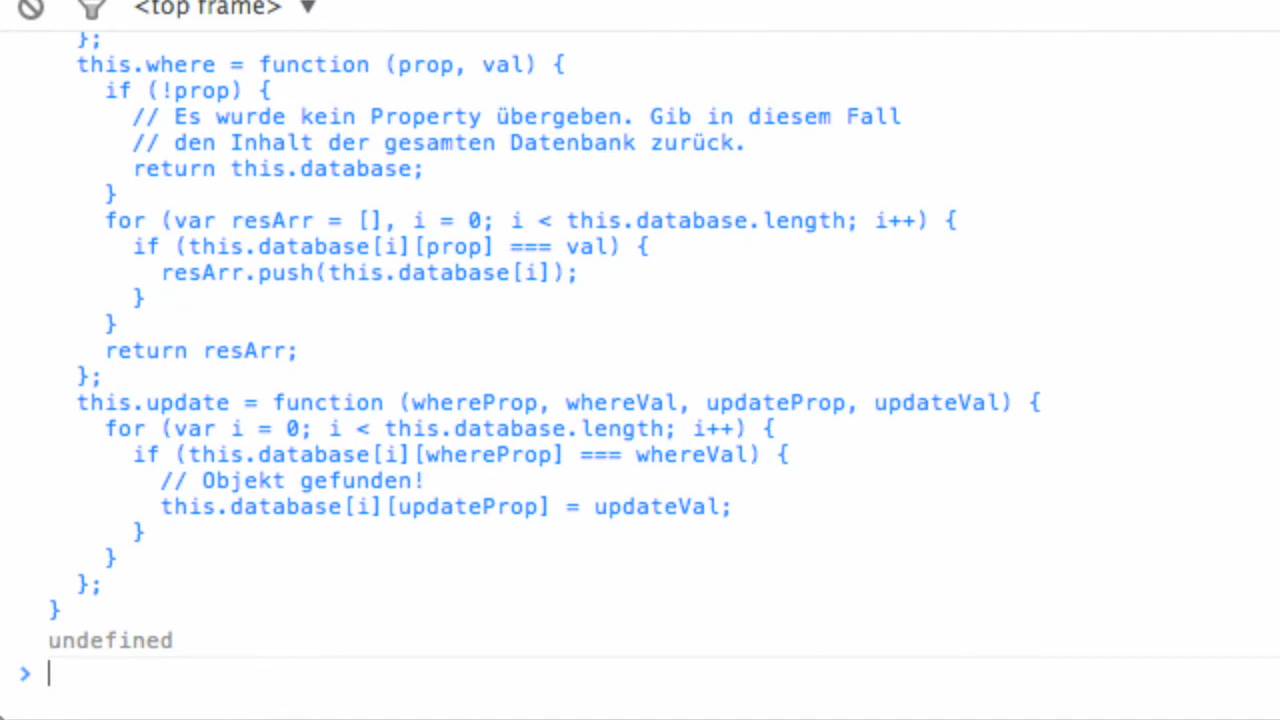 <top frame> ▼
};
this.where = function (prop, val) {
if (!prop) {
// Es wurde kein Property übergeben. Gib in diesem Fall
// den Inhalt der gesamten Datenbank zurück.
return this.database;
}
for (var resArr = [], i = 0; i < this.database.length; i++) {
if (this.database[i][prop] === val) {
resArr.push(this.database[i]);
}
}
return resArr;
};
this.update = function (whereProp, whereVal, updateProp, updateVal) {
for (var i = 0; i < this.database.length; i++) {
if (this.database[i][whereProp] === whereVal) {
// Objekt gefunden!
this.database[i][updateProp] = updateVal;
}
}
};
}
undefined
>